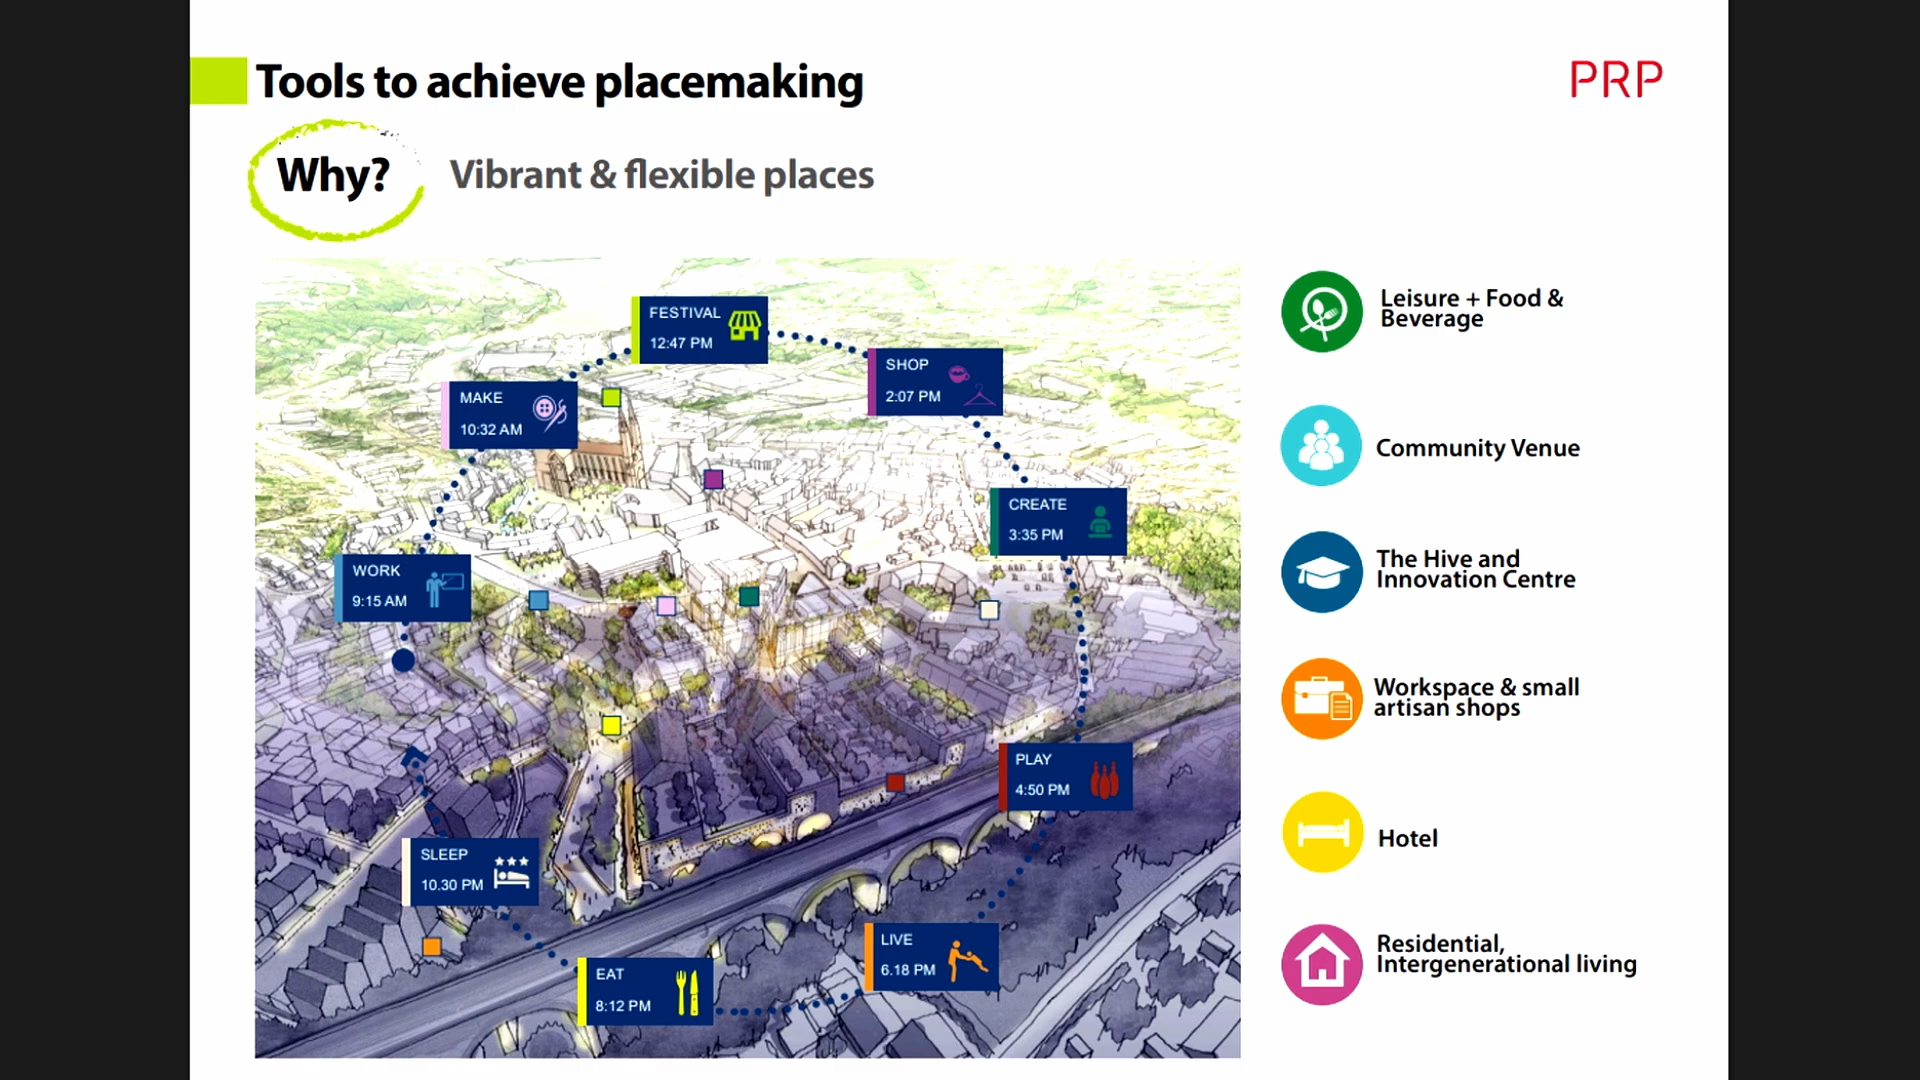 Tools to achieve placemaking
PRP
Why?
Vibrant & flexible places
FESTIVAL
12:47 PM
SHOP
2:07 PM
MAKE
10:32 AM
CREATE
3:35 PM
WORK
9:15 AM
PLAY
4:50 PM
SLEEP
10.30 PM
LIVE
6.18 PM
EAT
8:12 PM
Leisure + Food &
Beverage
Community Venue
The Hive and
Innovation Centre
Workspace & small
artisan shops
Hotel
Residential,
Intergenerational living